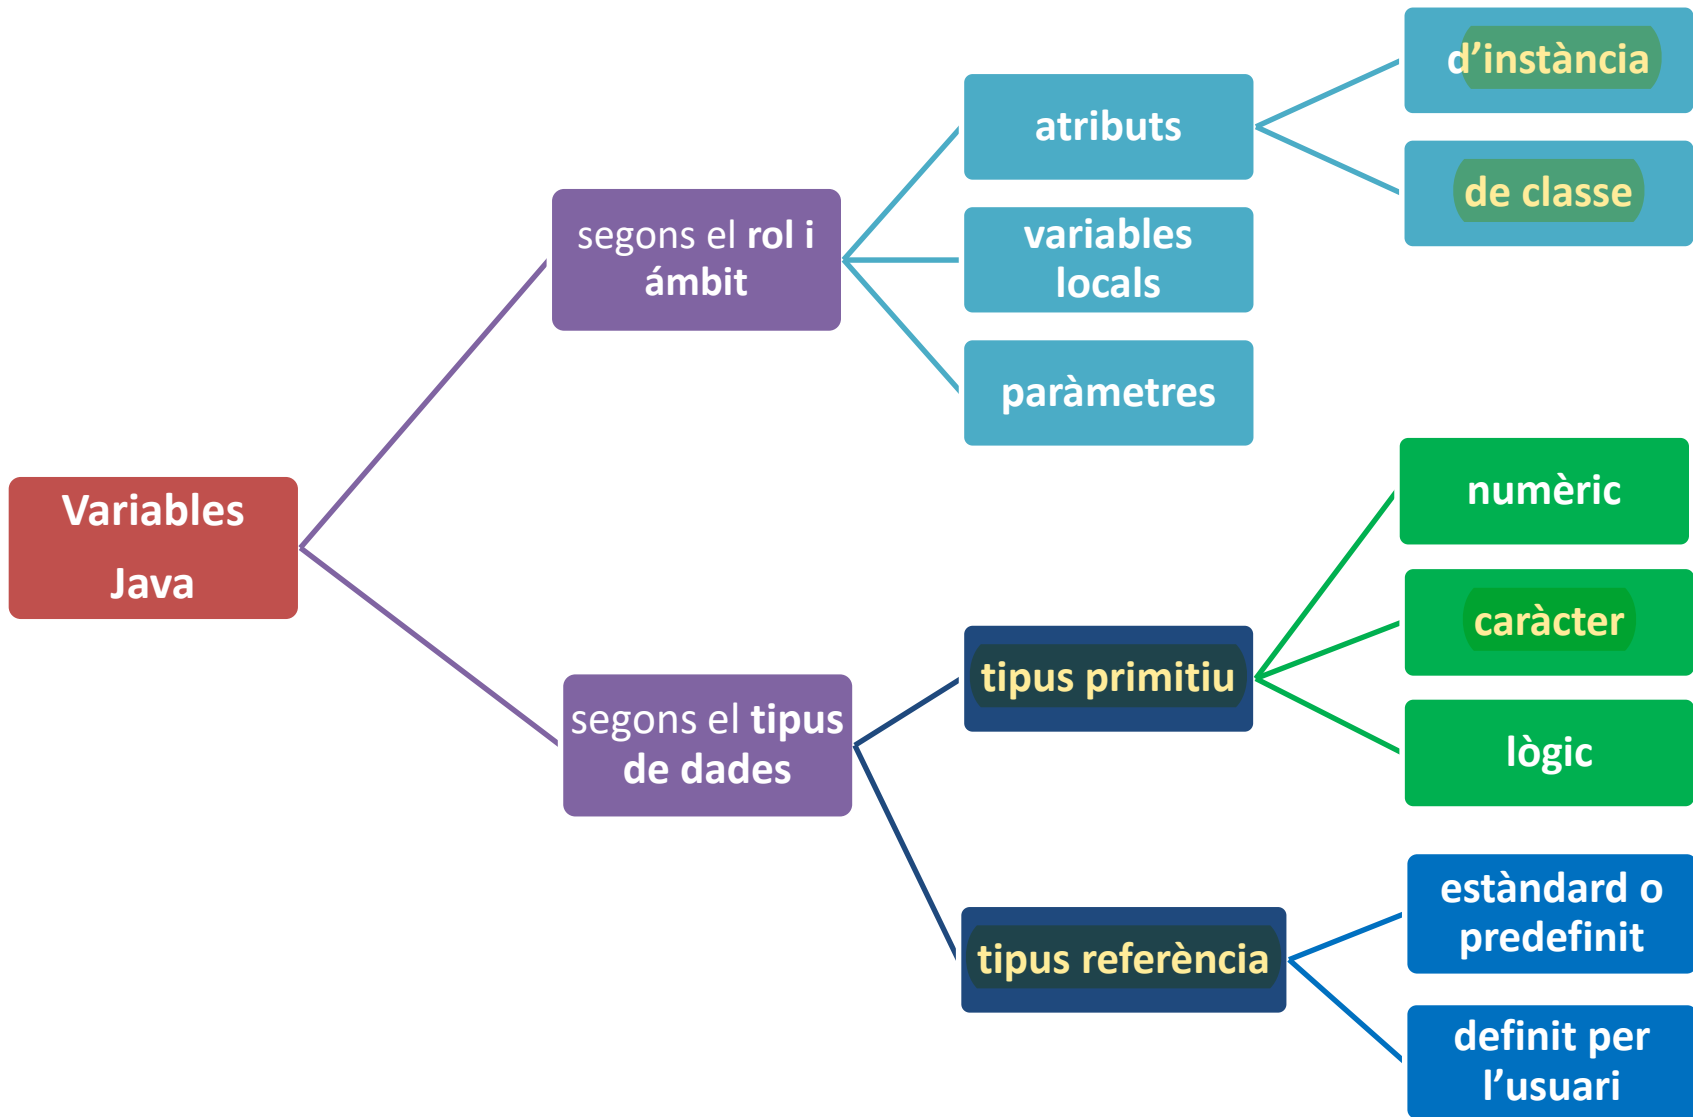 Variables
Java
segons el rol i
ámbit
atributs
d’instància
de classe
variables
locals
paràmetres
segons el tipus
de dades
tipus primitiu
numèric
caràcter
lògic
tipus referència
estàndard o
predefinit
definit per
l’usuari